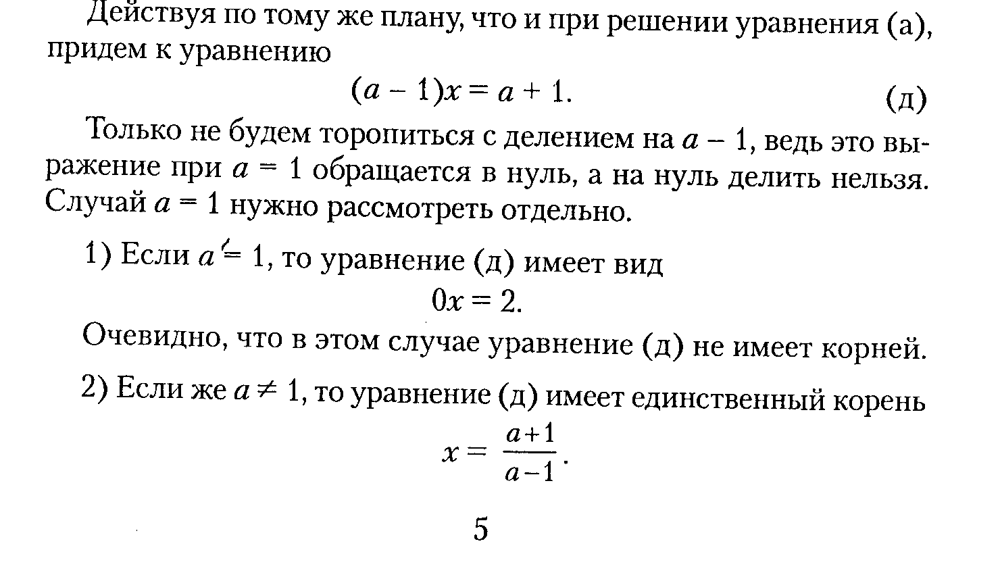 Действуя по тому же плану, что и при решении уравнения (а),
придем к уравнению
(a – 1)x = a + 1. (д)
Только не будем торопиться с делением на a – 1, ведь это вы-
ражение при a = 1 обращается в нуль, а на нуль делить нельзя.
Случай a = 1 нужно рассмотреть отдельно.
1) Если a = 1, то уравнение (д) имеет вид
0x = 2.
Очевидно, что в этом случае уравнение (д) не имеет корней.
2) Если же a ≠ 1, то уравнение (д) имеет единственный корень
x = \frac{a+1}{a-1}.
5